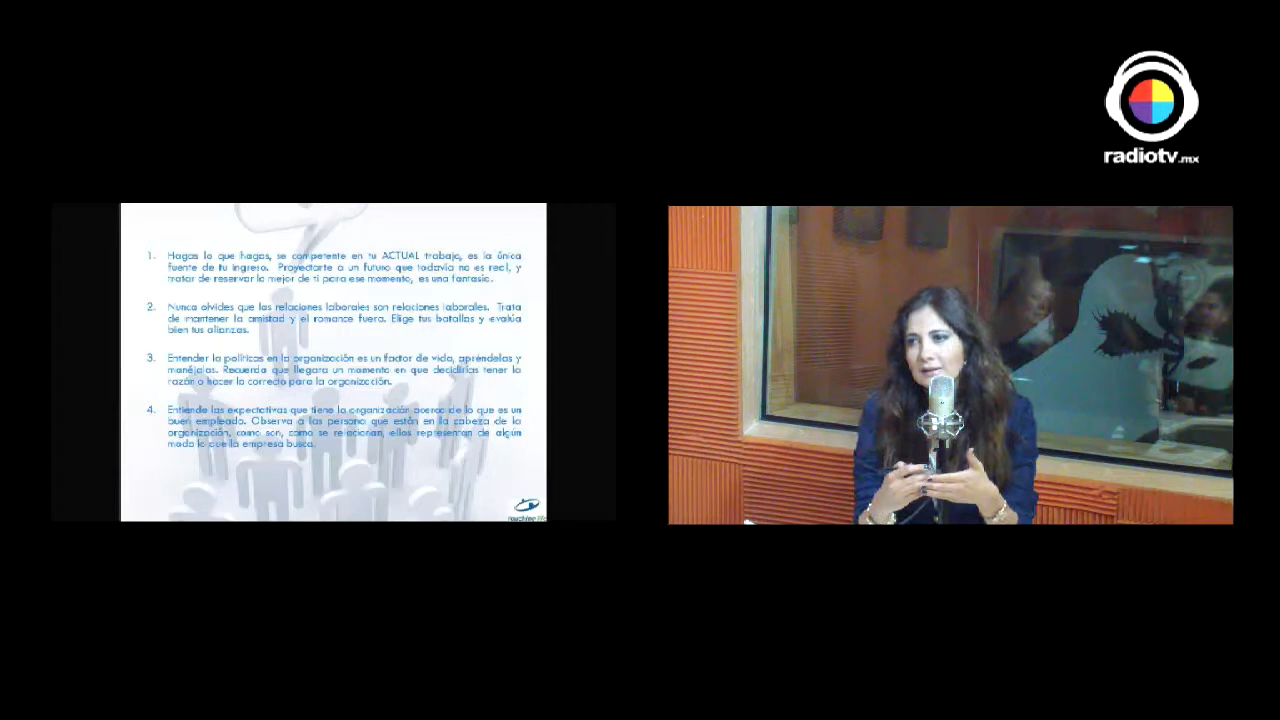 radiotv.mx
1. Hagas lo que hagas, se competente en tu ACTUAL trabajo, es la única
fuente de tu ingreso. Proyectarte a un futuro que todavía no es real, y
tratar de reservar lo mejor de ti para ese momento, es una fantasía.
2. Nunca olvides que las relaciones laborales son relaciones laborales. Trata
de mantener la amistad y el romance fuera. Elige tus batallas y evalúa
bien tus alianzas.
3. Entender la políticas en la organización es un factor de vida, apréndelas y
manéjalas. Recuerda que llegara un momento en que decidirías tener la
razón o hacer lo correcto para la organización.
4. Entiende las expectativas que tiene la organización acerca de lo que es un
buen empleado. Observa a las persona que están en la cabeza de la
organización, como son, como se relacionan, ellos representan de algún
modo lo que la empresa busca.